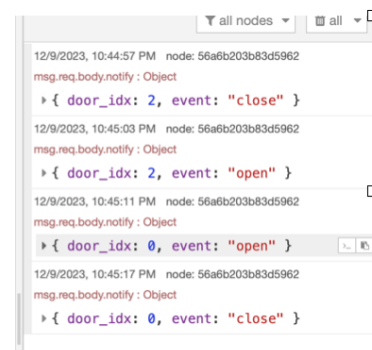 all nodes all
12/9/2023, 10:44:57 PM node: 56a6b203b83d5962
msg.req.body.notify : Object
{ door_idx: 2, event: "close" }
12/9/2023, 10:45:03 PM node: 56a6b203b83d5962
msg.req.body.notify : Object
{ door_idx: 2, event: "open" }
12/9/2023, 10:45:11 PM node: 56a6b203b83d5962
msg.req.body.notify : Object
{ door_idx: 0, event: "open" }
12/9/2023, 10:45:17 PM node: 56a6b203b83d5962
msg.req.body.notify : Object
{ door_idx: 0, event: "close" }